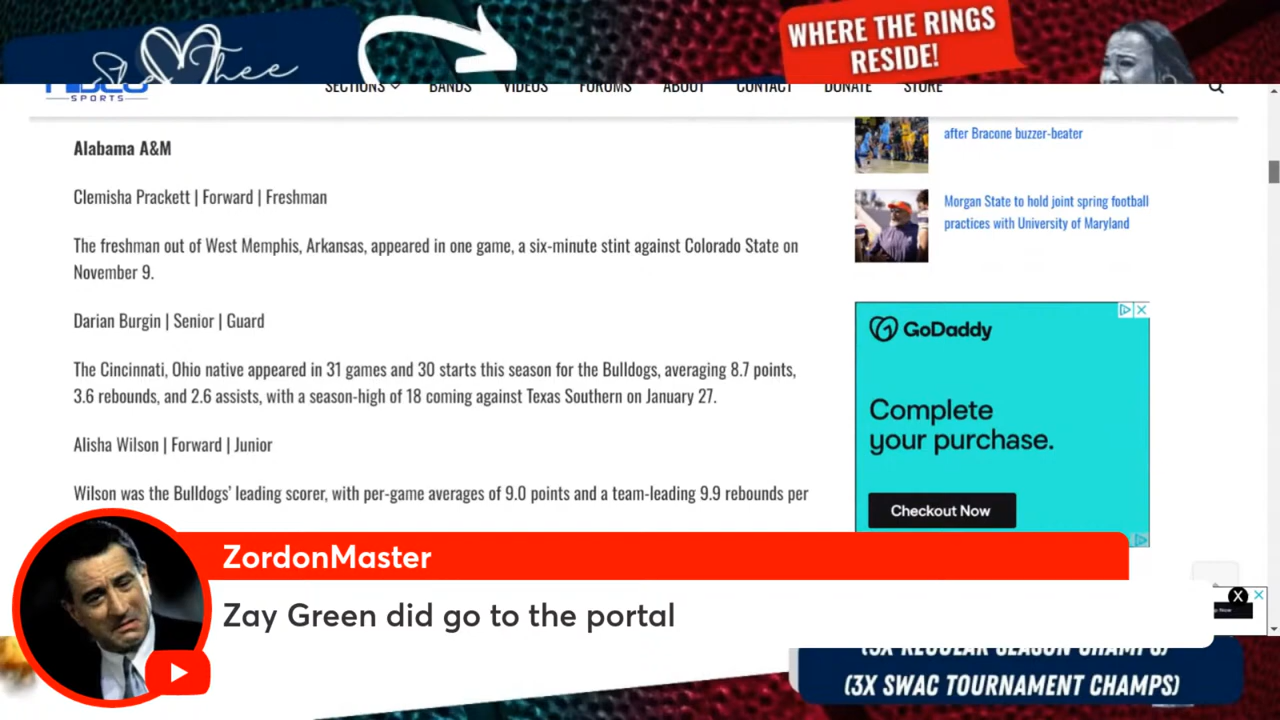 WHERE THE RINGS
RESIDE!
Thee
SPORTS
SECTIONS BANDS VIDEOS FORUMS ABOUT CONTACT DONATE STORE
Alabama A&M
after Bracone buzzer-beater
Clemisha Prackett | Forward | Freshman
Morgan State to hold joint spring football
practices with University of Maryland
The freshman out of West Memphis, Arkansas, appeared in one game, a six-minute stint against Colorado State on
November 9.
Darian Burgin | Senior | Guard
GoDaddy
The Cincinnati, Ohio native appeared in 31 games and 30 starts this season for the Bulldogs, averaging 8.7 points,
3.6 rebounds, and 2.6 assists, with a season-high of 18 coming against Texas Southern on January 27.
Complete
your purchase.
Alisha Wilson | Forward | Junior
Wilson was the Bulldogs’ leading scorer, with per-game averages of 9.0 points and a team-leading 9.9 rebounds per
Checkout Now
ZordonMaster
Zay Green did go to the portal
(3X REGULAR SEASON CHAMPS)
(3X SWAC TOURNAMENT CHAMPS)